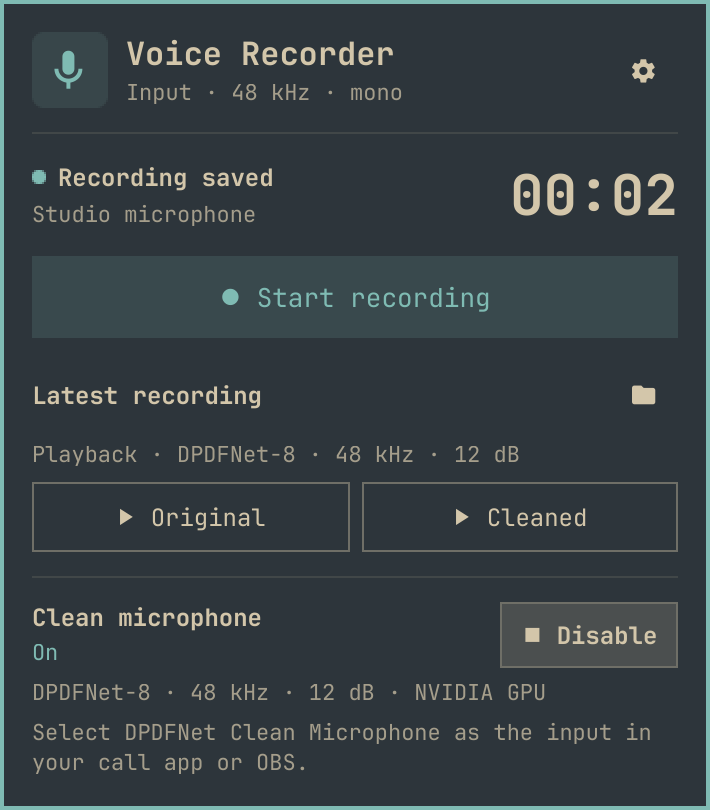 Voice Recorder
Input · 48 kHz · mono
Recording saved
00:02
Studio microphone
Start recording
Latest recording
Playback · DPDFNet-8 · 48 kHz · 12 dB
Original
Cleaned
Clean microphone
Disable
On
DPDFNet-8 · 48 kHz · 12 dB · NVIDIA GPU
Select DPDFNet Clean Microphone as the input in
your call app or OBS.